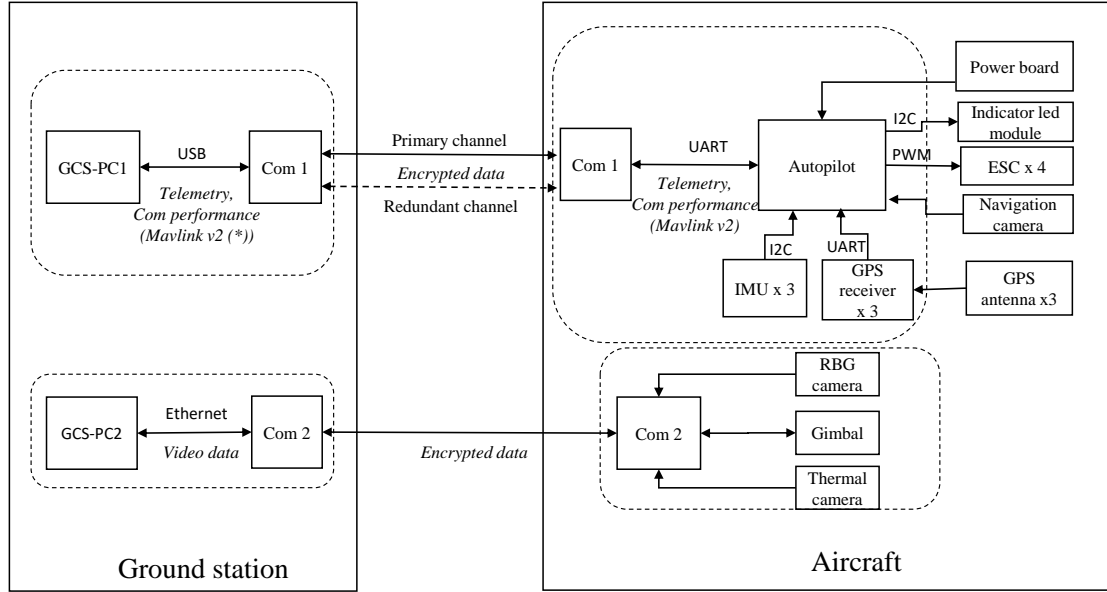 GCS-PC1
USB
Com 1
Telemetry,
Com performance
(Mavlink v2 (*))
Primary channel
Encrypted data
Redundant channel
Com 1
UART
Telemetry,
Com performance
(Mavlink v2)
Autopilot
Power board
I2C
Indicator led
module
PWM
ESC x 4
Navigation
camera
I2C
IMU x 3
UART
GPS
receiver
x 3
GPS
antenna x3
GCS-PC2
Ethernet
Video data
Com 2
Encrypted data
Com 2
RBG
camera
Gimbal
Thermal
camera
Ground station
Aircraft